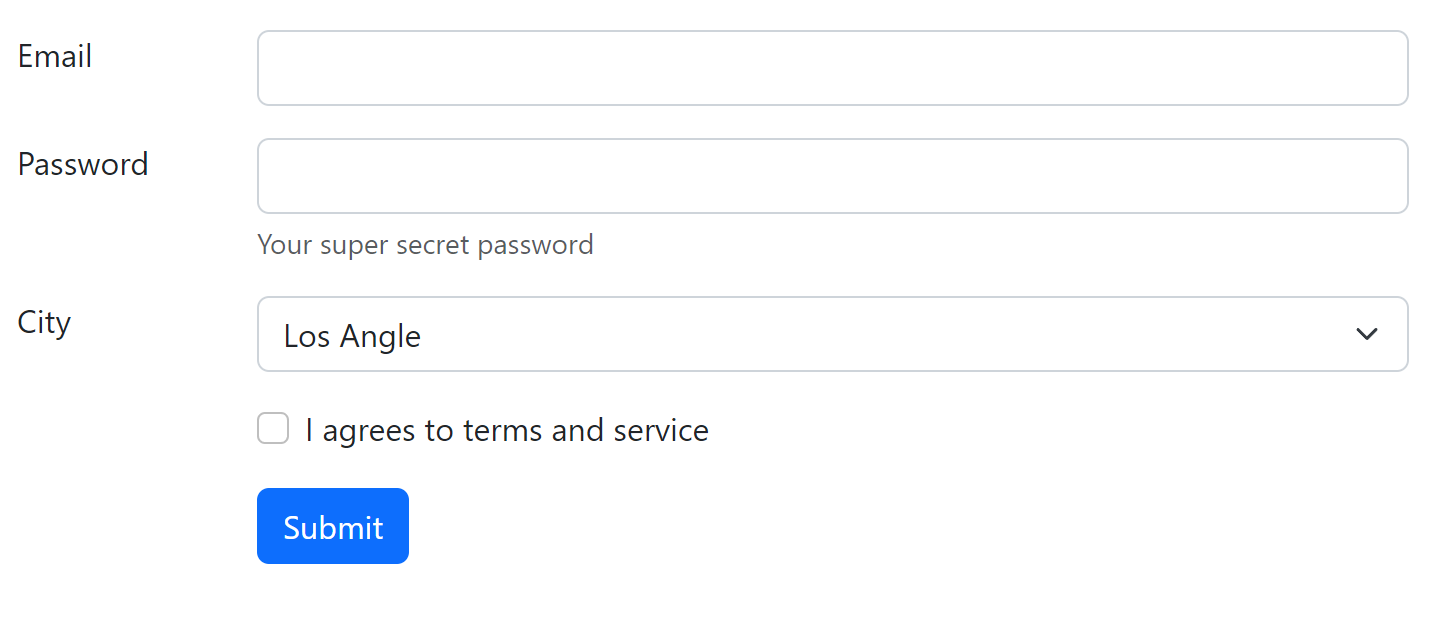 Email
Password
Your super secret password
City
Los Angle
I agrees to terms and service
Submit